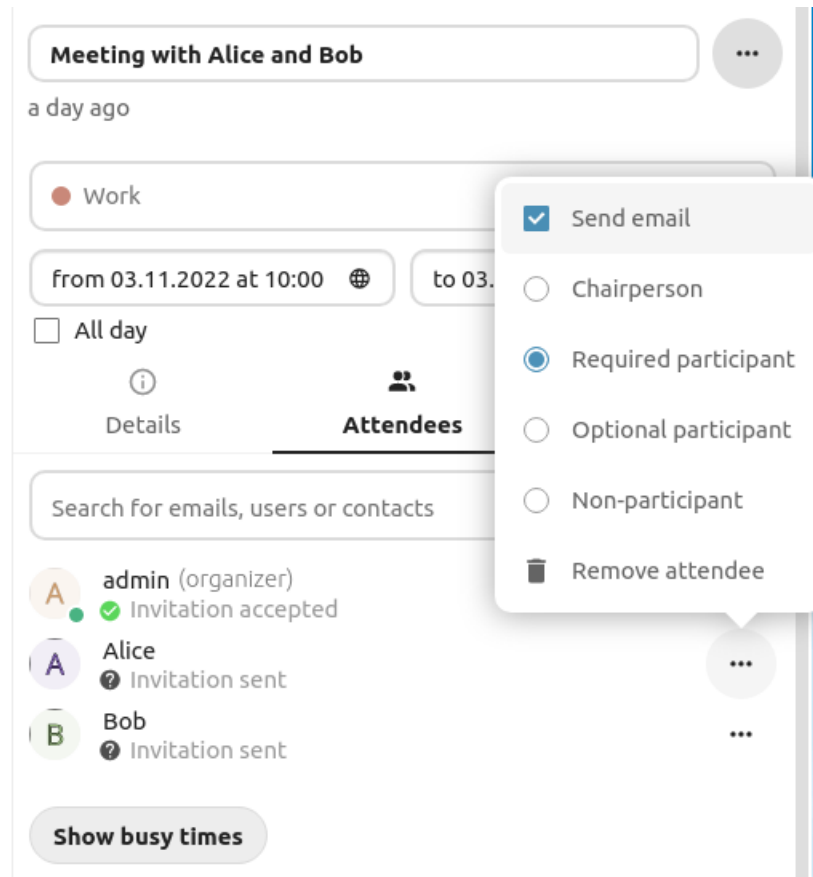 Meeting with Alice and Bob
a day ago
Work
from 03.11.2022 at 10:00
to 03.
All day
Details
Attendees
Send email
Chairperson
Required participant
Optional participant
Non-participant
Remove attendee
Search for emails, users or contacts
A
admin (organizer)
Invitation accepted
A
Alice
Invitation sent
B
Bob
Invitation sent
Show busy times